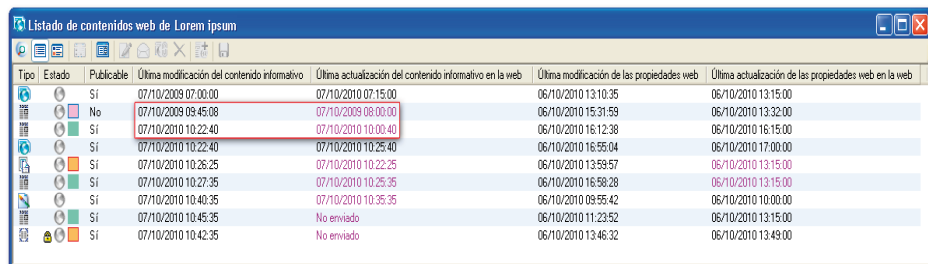 Listado de contenidos web de Lorem ipsum
Tipo Estado Publicable Última modificación del contenido informativo Última actualización del contenido informativo en la web Última modificación de las propiedades web Última actualización de las propiedades web en la web
Sí 07/10/2009 07:00:00 07/10/2010 07:15:00 06/10/2010 13:10:35 06/10/2010 13:15:00
No 07/10/2009 09:45:08 07/10/2009 08:00:00 06/10/2010 15:31:59 06/10/2010 13:32:00
Sí 07/10/2010 10:22:40 07/10/2010 10:00:40 06/10/2010 16:12:38 06/10/2010 16:15:00
Sí 07/10/2010 10:22:40 07/10/2010 10:25:40 06/10/2010 16:55:04 06/10/2010 17:00:00
Sí 07/10/2010 10:26:25 07/10/2010 10:22:25 06/10/2010 13:59:57 06/10/2010 13:15:00
Sí 07/10/2010 10:27:35 07/10/2010 10:25:35 06/10/2010 16:58:28 06/10/2010 13:15:00
Sí 07/10/2010 10:40:35 07/10/2010 10:35:35 06/10/2010 09:55:42 06/10/2010 10:00:00
Sí 07/10/2010 10:45:35 No enviado 06/10/2010 11:23:52 06/10/2010 13:15:00
Sí 07/10/2010 10:42:35 No enviado 06/10/2010 13:46:32 06/10/2010 13:49:00